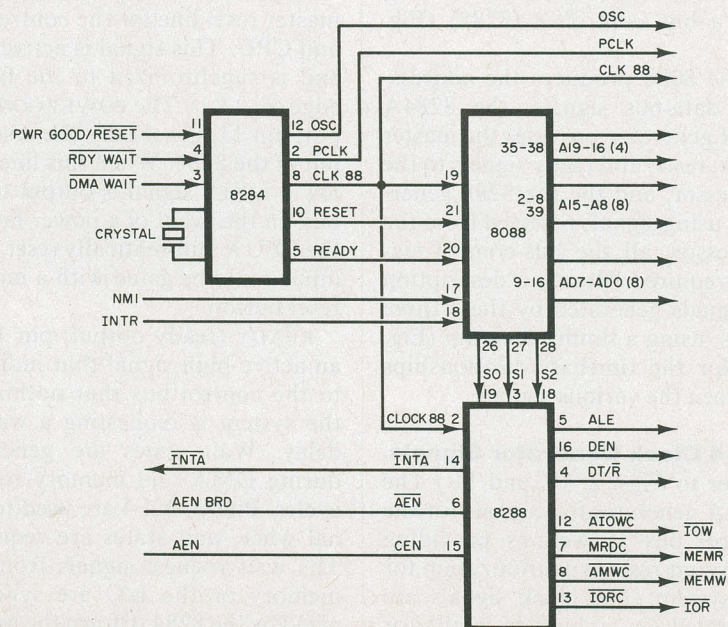 OSC
PCLK
CLK 88
PWR GOOD/RESET 11
RDY WAIT 4
DMA WAIT 3
CRYSTAL
8284
12 OSC
2 PCLK
8 CLK 88
10 RESET
5 READY
19
21
20
NMI 17
INTR 18
8088
35-38 A19-16 (4)
2-8
39 A15-A8 (8)
9-16 AD7-AD0 (8)
26 27 28
S0 S1 S2
19 3 18
CLOCK 88 2
INTA INTA 14
AEN BRD AEN 6
AEN CEN 15
8288
5 ALE
16 DEN
4 DT/R
12 AIOWC IOW
7 MRDC MEMR
8 AMWC MEMW
13 IORC IOR